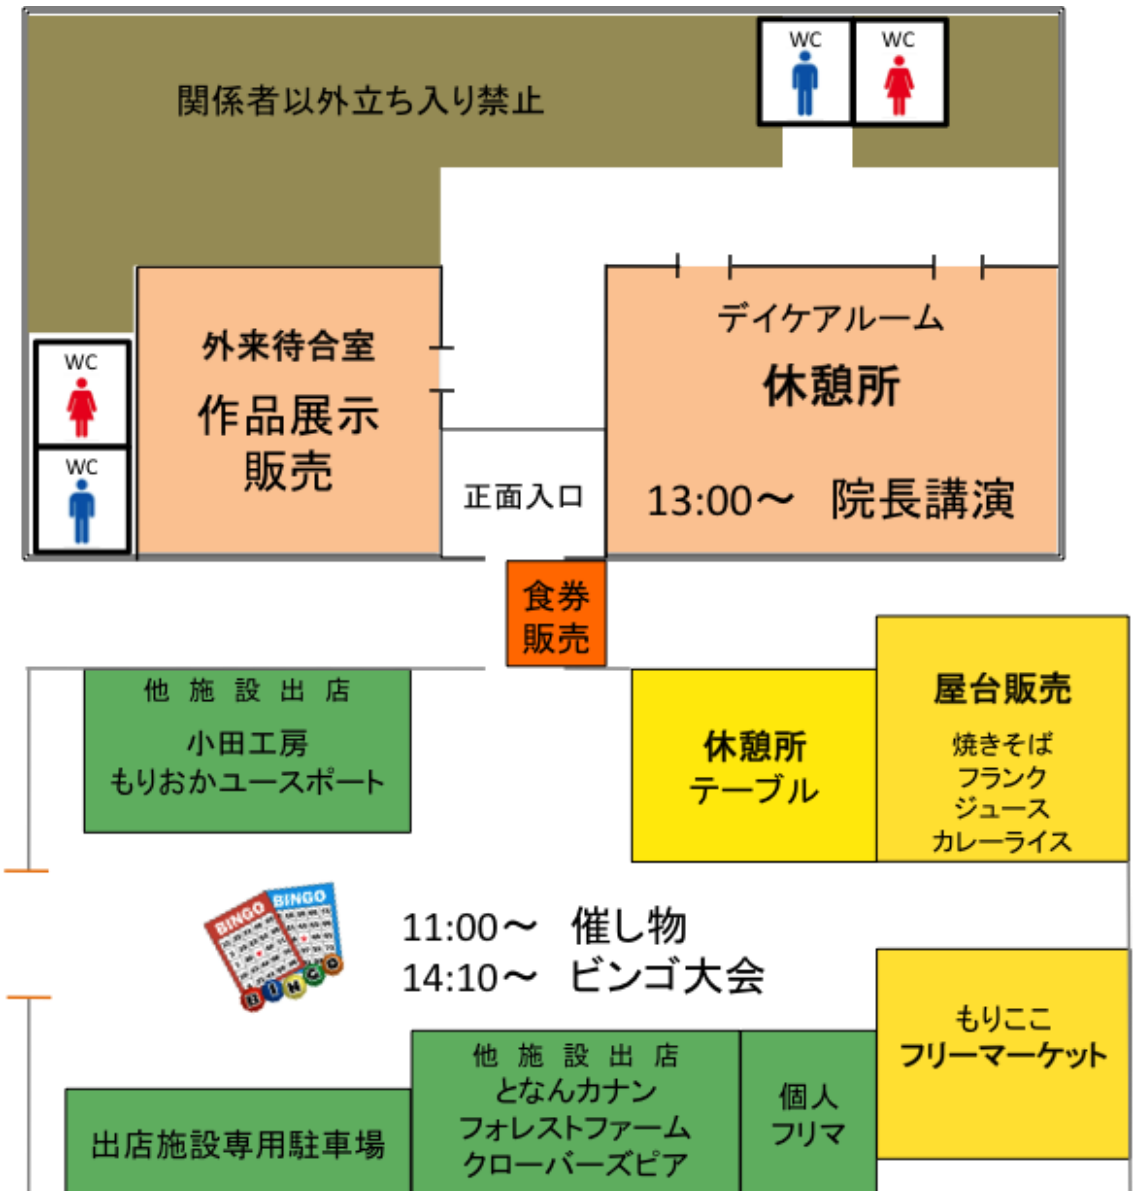 WC
WC
関係者以外立ち入り禁止
デイケアルーム
休憩所
外来待合室
作品展示
販売
WC
WC
正面入口
13:00～ 院長講演
食券
販売
他施設出店
小田工房
もりおかユースポート
休憩所
テーブル
屋台販売
焼きそば
フランク
ジュース
カレーライス
BINGO
BINGO
BINGO
11:00～ 催し物
14:10～ ビンゴ大会
もりここ
フリーマーケット
他施設出店
となんカナン
フォレストファーム
クローバーズピア
個人
フリマ
出店施設専用駐車場